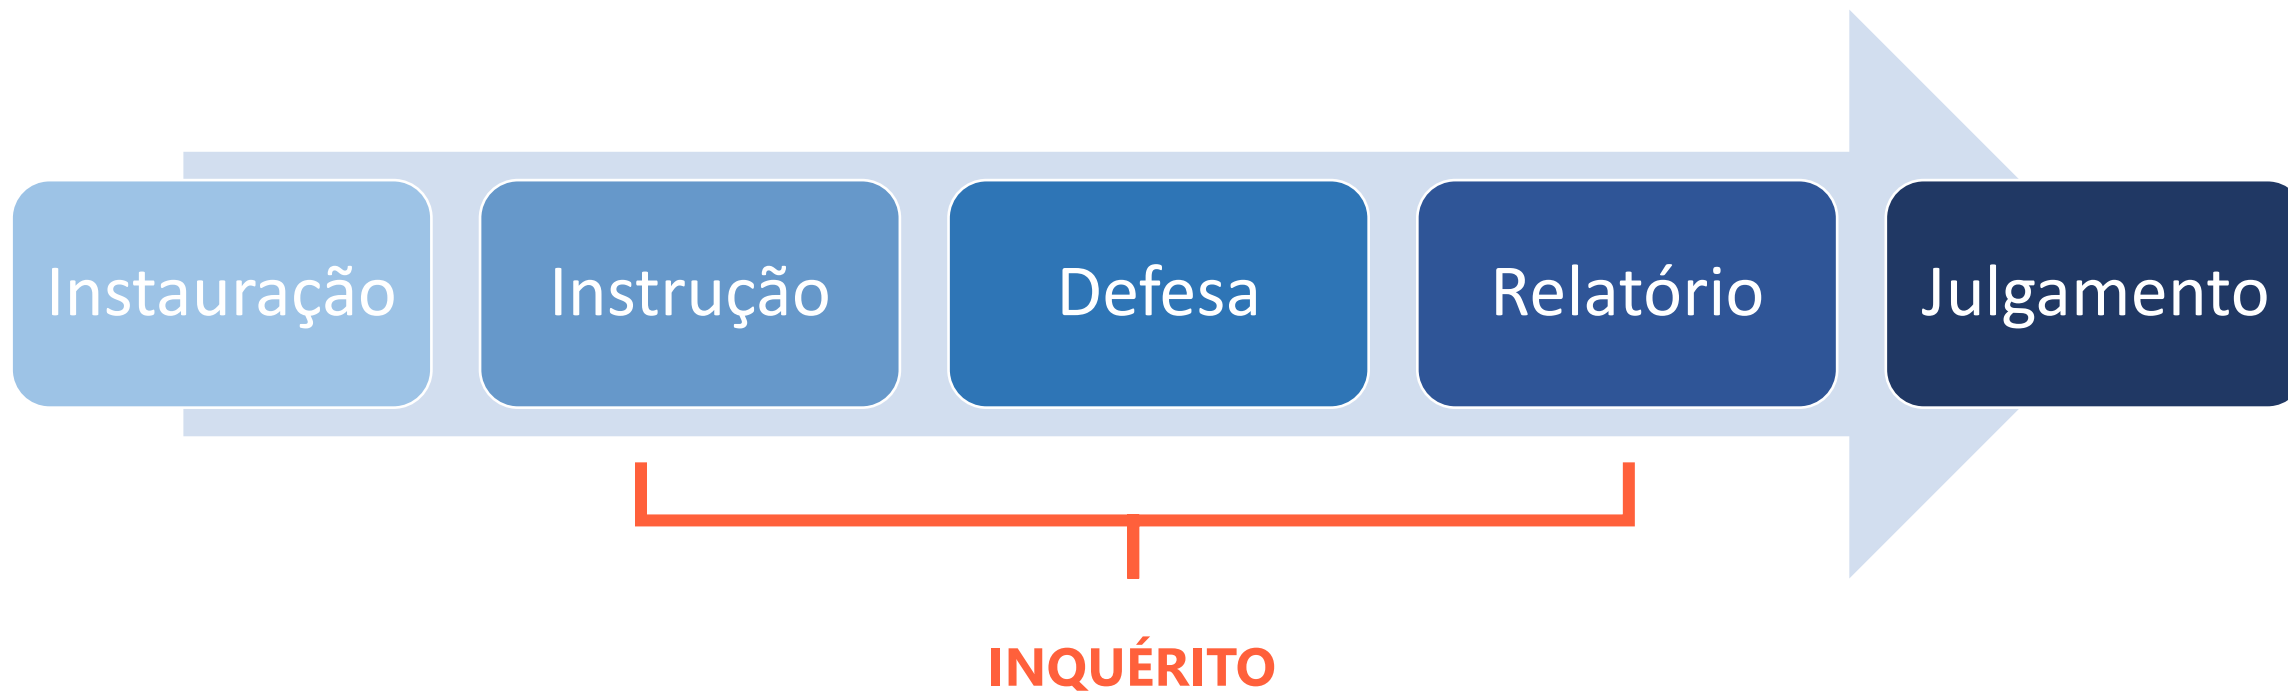 Instauração
Instrução
Defesa
Relatório
Julgamento
INQUÉRITO